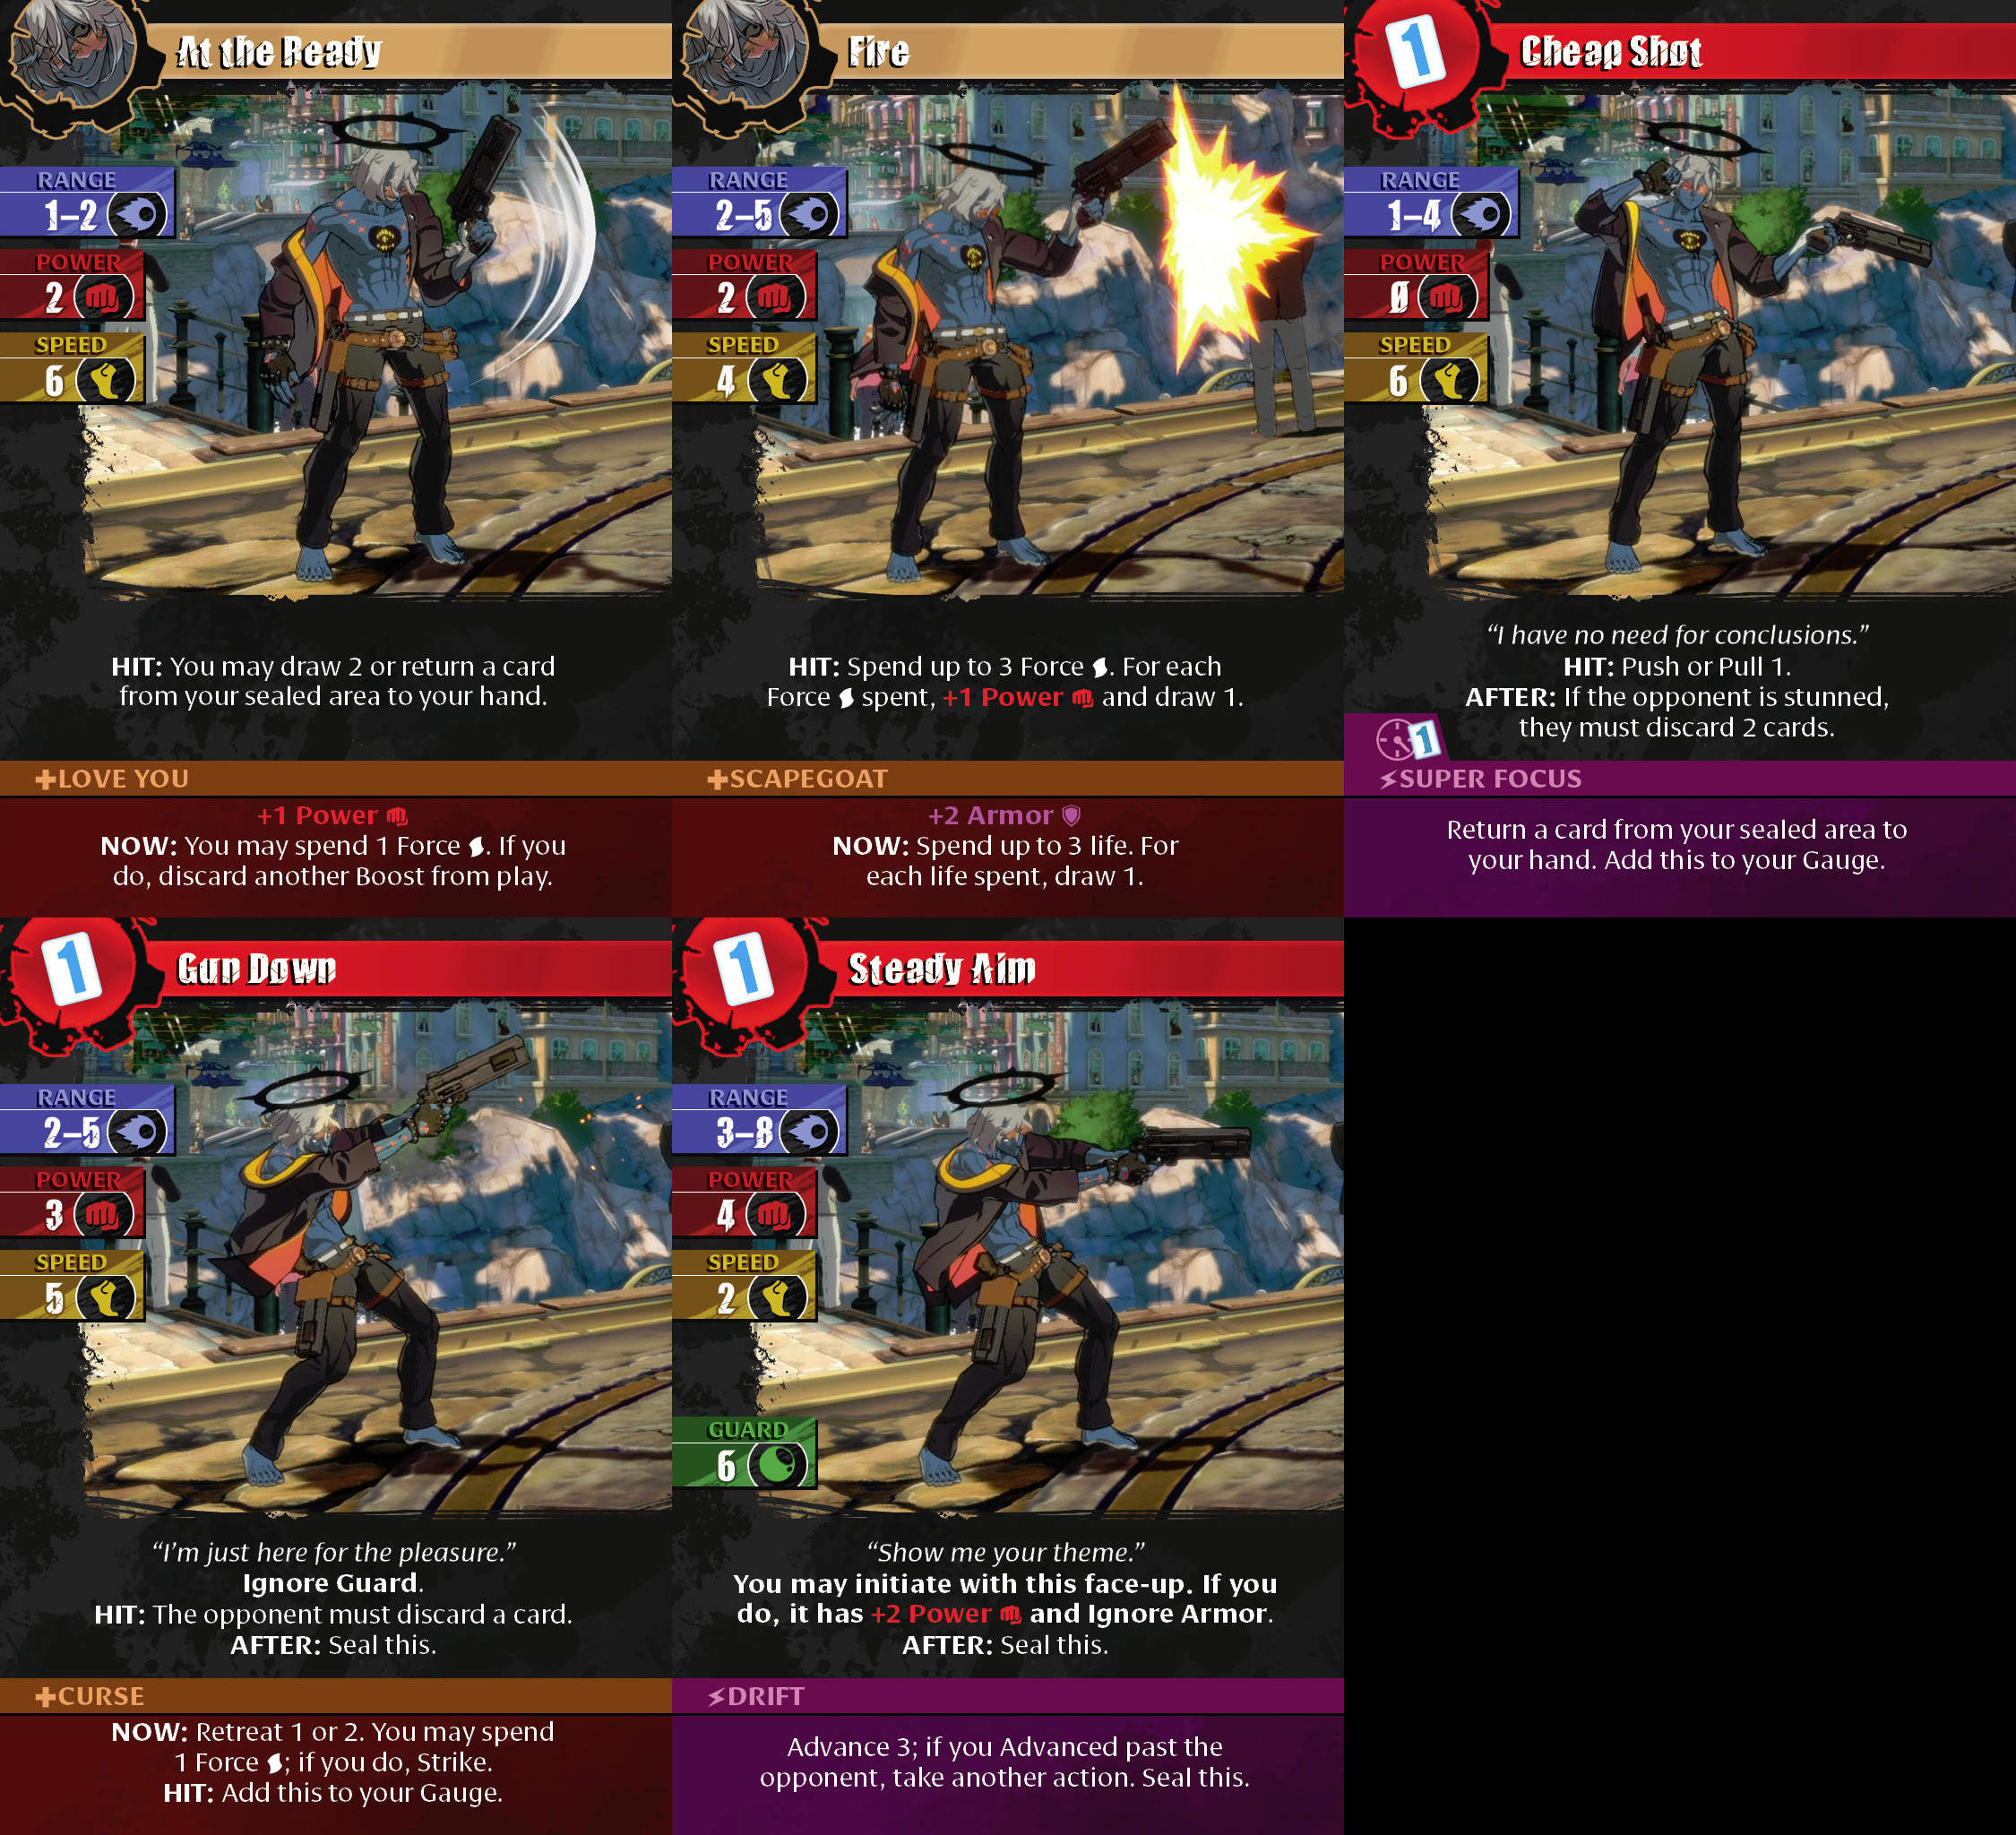 At the Ready
RANGE
1–2
POWER
2
SPEED
6
HIT: You may draw 2 or return a card
from your sealed area to your hand.
+LOVE YOU
+1 Power
NOW: You may spend 1 Force. If you
do, discard another Boost from play.
Fire
RANGE
2–5
POWER
2
SPEED
4
HIT: Spend up to 3 Force. For each
Force spent, +1 Power and draw 1.
+SCAPEGOAT
+2 Armor
NOW: Spend up to 3 life. For
each life spent, draw 1.
1
Cheap Shot
RANGE
1–4
POWER
0
SPEED
6
“I have no need for conclusions.”
HIT: Push or Pull 1.
AFTER: If the opponent is stunned,
they must discard 2 cards.
1
SUPER FOCUS
Return a card from your sealed area to
your hand. Add this to your Gauge.
1
Gun Down
RANGE
2–5
POWER
3
SPEED
5
“I’m just here for the pleasure.”
Ignore Guard.
HIT: The opponent must discard a card.
AFTER: Seal this.
+CURSE
NOW: Retreat 1 or 2. You may spend
1 Force; if you do, Strike.
HIT: Add this to your Gauge.
1
Steady Aim
RANGE
3–8
POWER
4
SPEED
2
GUARD
6
“Show me your theme.”
You may initiate with this face-up. If you
do, it has +2 Power and Ignore Armor.
AFTER: Seal this.
DRIFT
Advance 3; if you Advanced past the
opponent, take another action. Seal this.